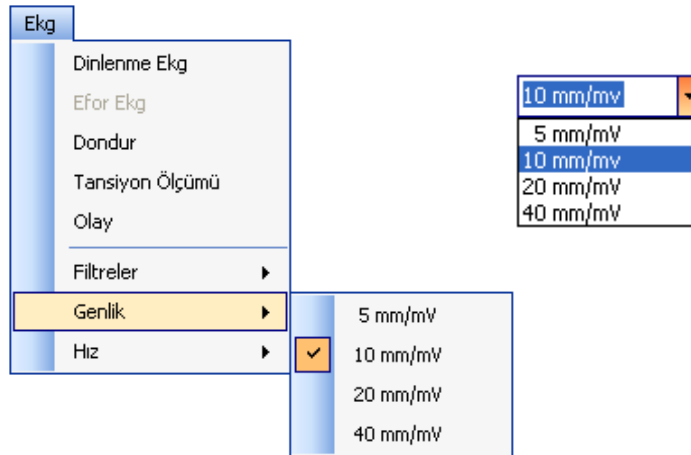 Ekg
Dinlenme Ekg
Efor Ekg
Dondur
Tansiyon Ölçümü
Olay
Filtreler
Genlik
Hız
5 mm/mV
10 mm/mV
20 mm/mV
40 mm/mV
10 mm/mv
5 mm/mV
10 mm/mv
20 mm/mV
40 mm/mV